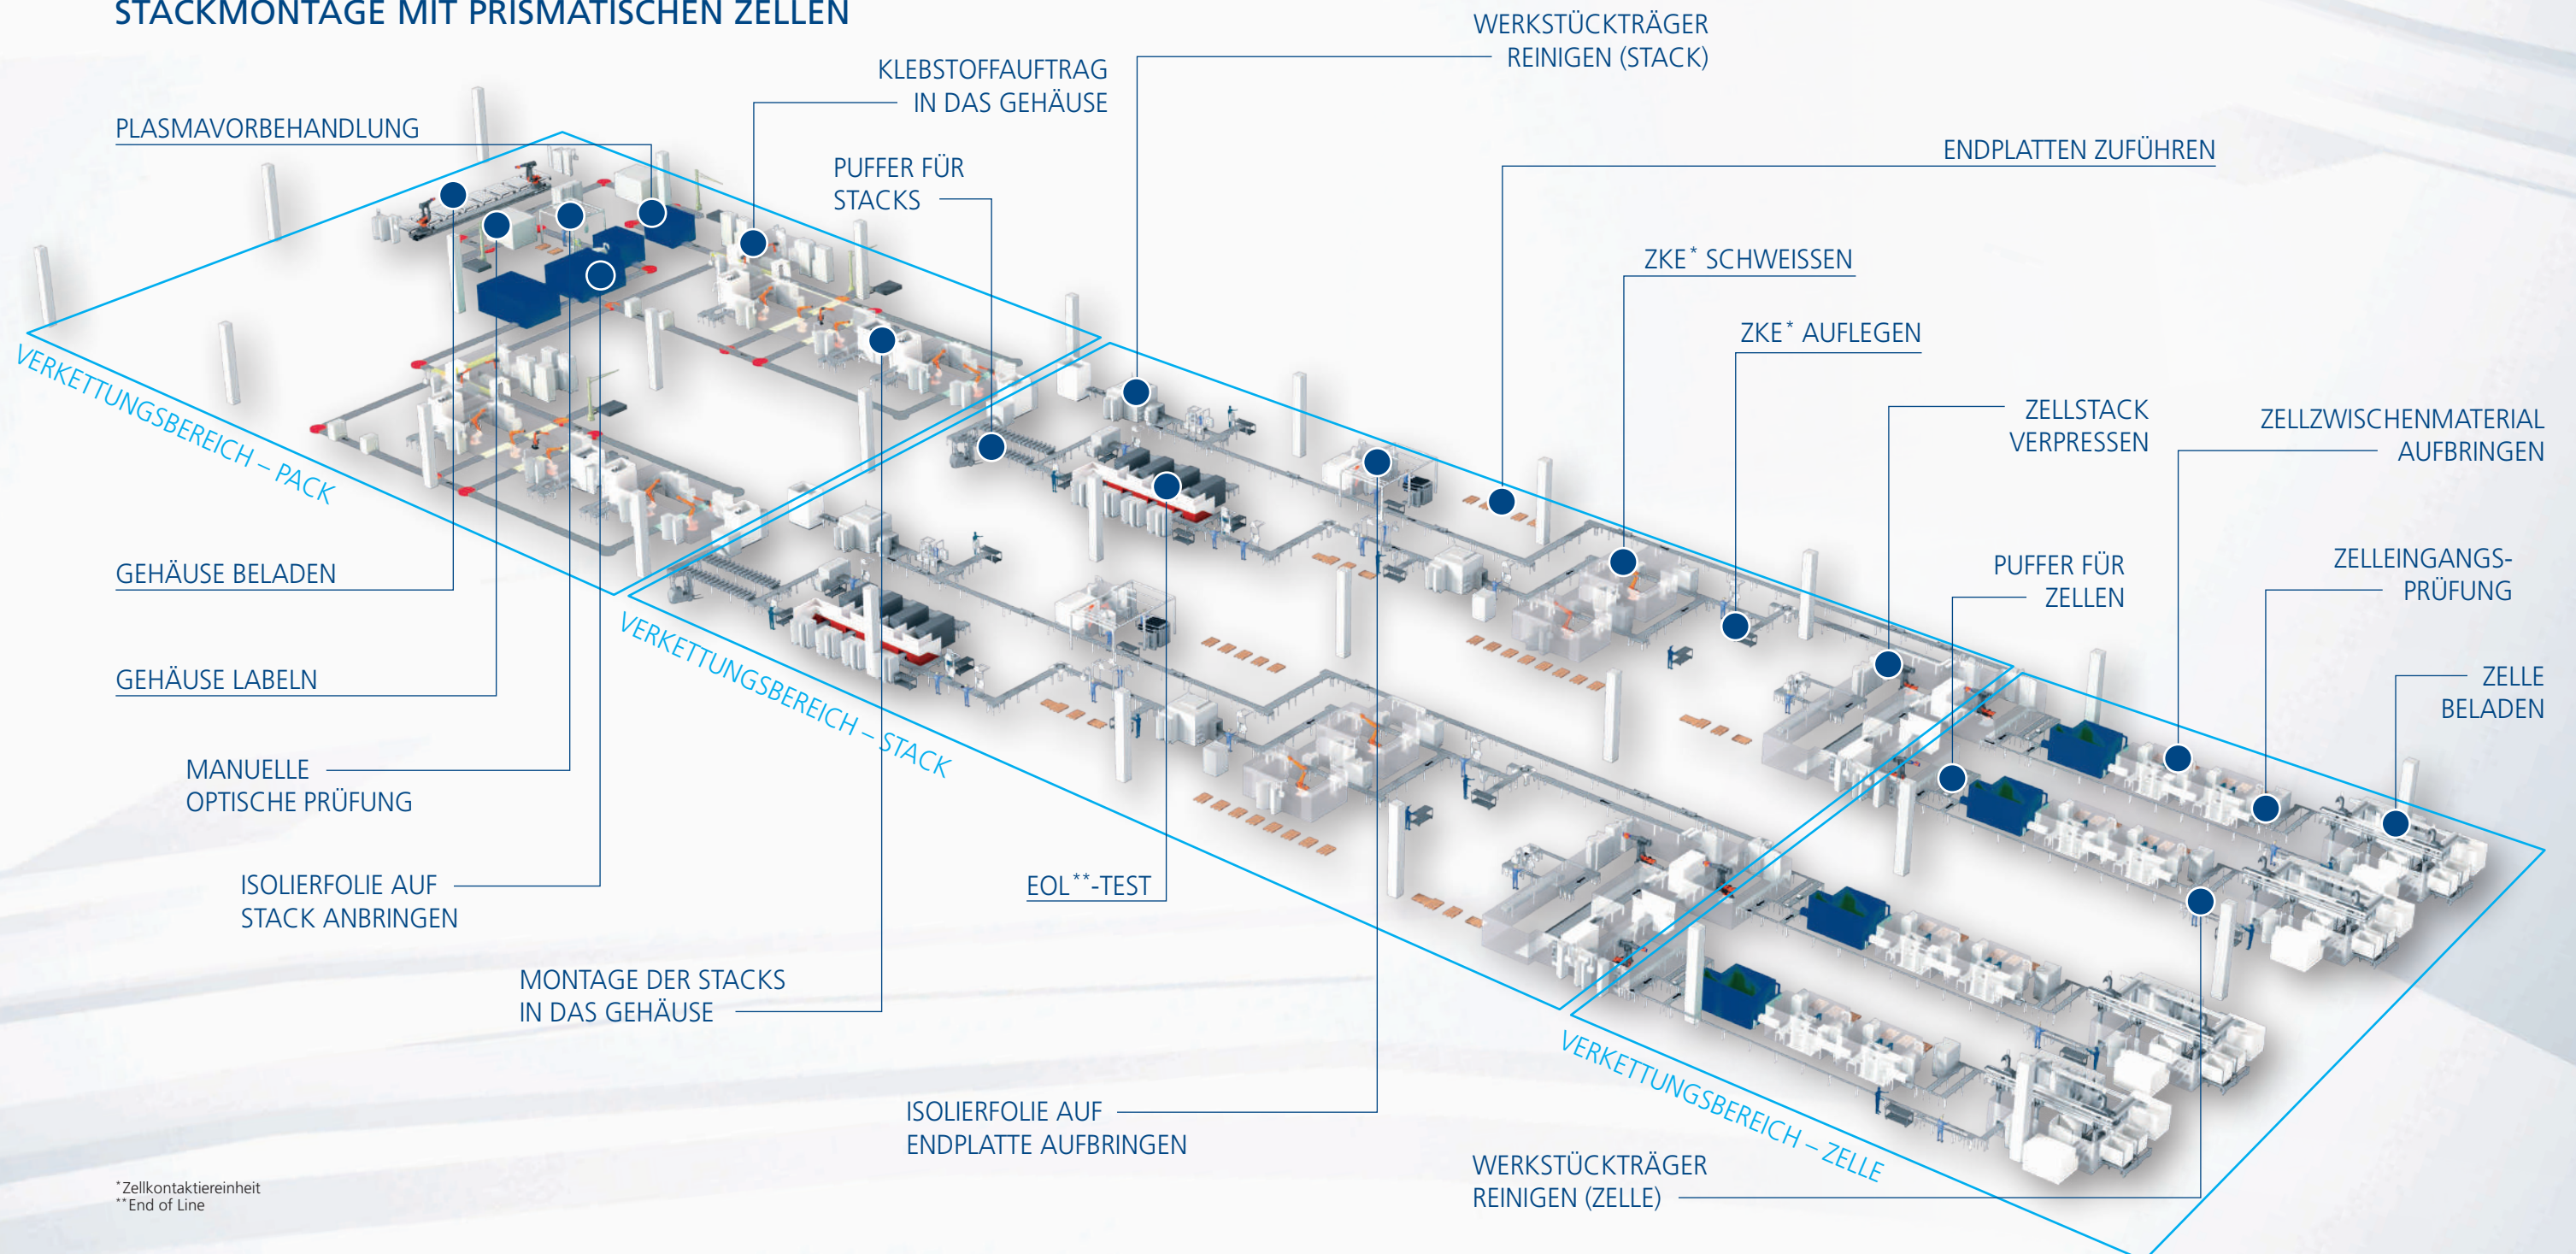 STACKMONTAGE MIT PRISMATISCHEN ZELLEN
WERKSTÜCKTRÄGER
REINIGEN (STACK)
KLEBSTOFFAUFTRAG
IN DAS GEHÄUSE
PLASMAVORBEHANDLUNG
PUFFER FÜR
STACKS
ENDPLATTEN ZUFÜHREN
ZKE* SCHWEISSEN
ZKE* AUFLEGEN
ZELLSTACK
VERPRESSEN
ZELLZWISCHENMATERIAL
AUFBRINGEN
PUFFER FÜR
ZELLEN
ZELLEINGANGS-
PRÜFUNG
ZELLE
BELADEN
VERKETTUNGSBEREICH – PACK
GEHÄUSE BELADEN
GEHÄUSE LABELN
VERKETTUNGSBEREICH – STACK
MANUELLE
OPTISCHE PRÜFUNG
ISOLIERFOLIE AUF
STACK ANBRINGEN
EOL**-TEST
MONTAGE DER STACKS
IN DAS GEHÄUSE
ISOLIERFOLIE AUF
ENDPLATTE AUFBRINGEN
VERKETTUNGSBEREICH – ZELLE
WERKSTÜCKTRÄGER
REINIGEN (ZELLE)
*Zellkontaktiereinheit
**End of Line